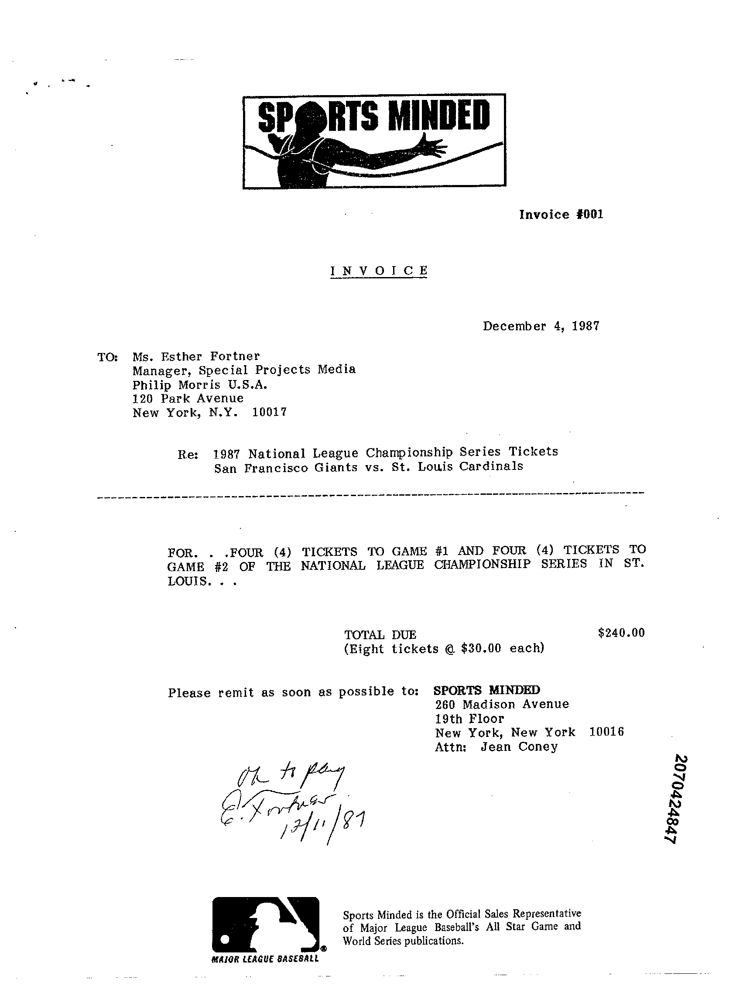 SPORTS MINDED
Invoice #001
INVOICE
December 4, 1987
TO: Ms. Esther Fortner
Manager, Special Projects Media
Philip Morris U.S.A.
120 Park Avenue
New York, N.Y. 10017
Re: 1987 National League Championship Series Tickets
San Francisco Giants vs. St. Louis Cardinals
FOR. . .FOUR (4) TICKETS TO GAME #1 AND FOUR (4) TICKETS TO
GAME #2 OF THE NATIONAL LEAGUE CHAMPIONSHIP SERIES IN ST.
LOUIS. . .
TOTAL DUE $240.00
(Eight tickets @ $30.00 each)
Please remit as soon as possible to: SPORTS MINDED
260 Madison Avenue
19th Floor
New York, New York 10016
Attn: Jean Coney
Ok to pay
E. Fortner
12/11/87
2070424847
MAJOR LEAGUE BASEBALL ®
Sports Minded is the Official Sales Representative
of Major League Baseball's All Star Game and
World Series publications.